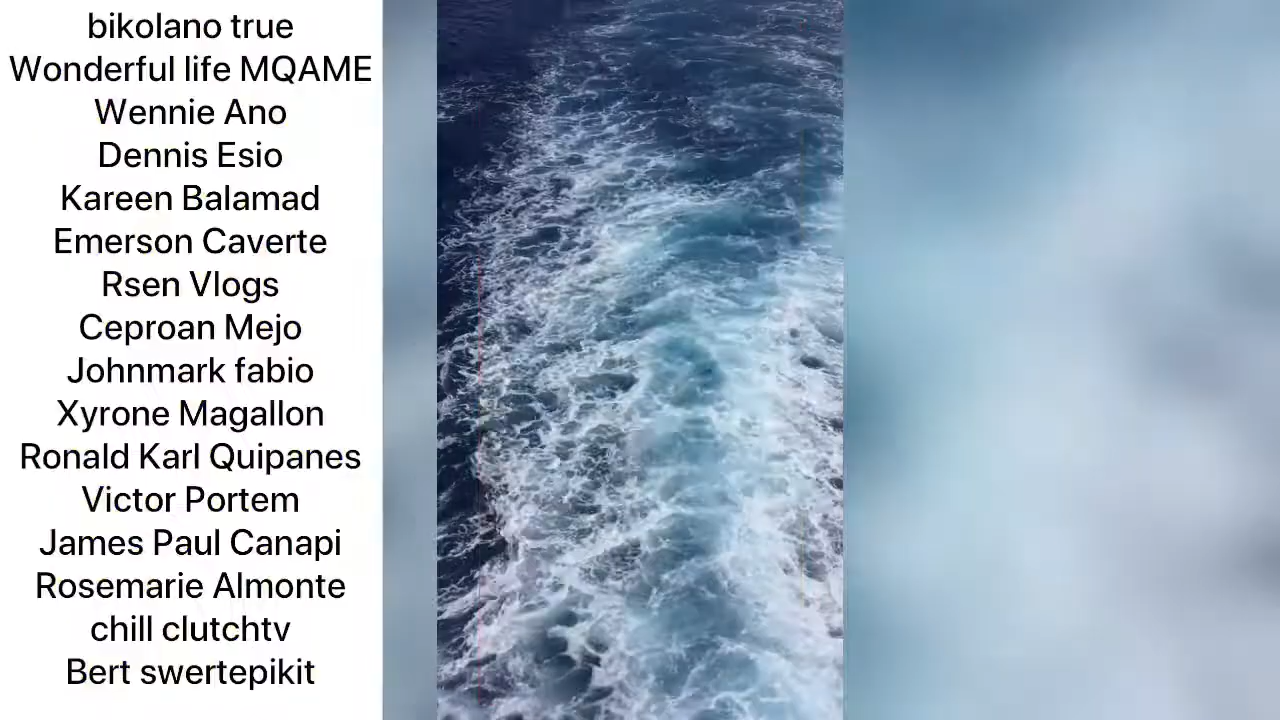 bikolano true
Wonderful life MQAME
Wennie Ano
Dennis Esio
Kareen Balamad
Emerson Caverte
Rsen Vlogs
Ceproan Mejo
Johnmark fabio
Xyrone Magallon
Ronald Karl Quipanes
Victor Portem
James Paul Canapi
Rosemarie Almonte
chill clutchtv
Bert swertepikit